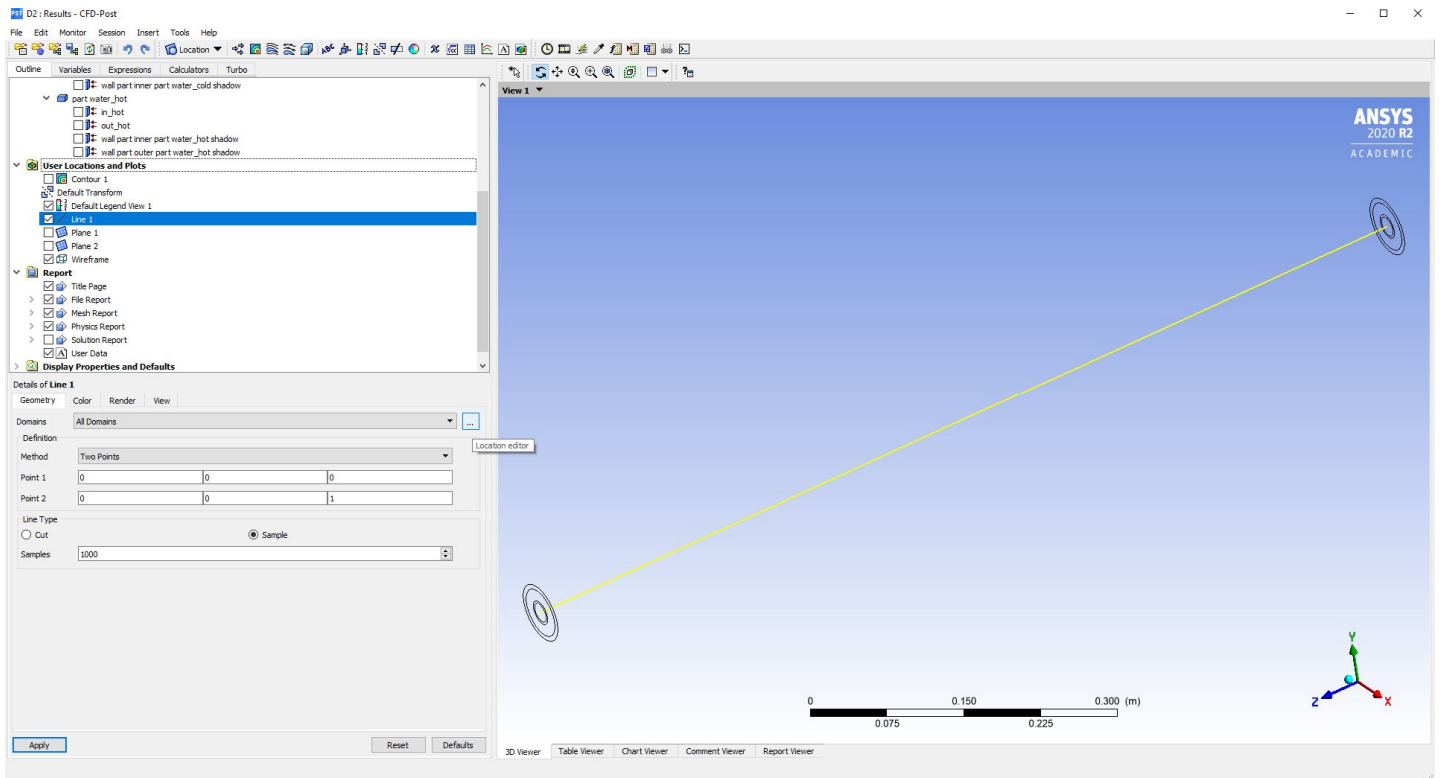 D2 : Results - CFD-Post
File Edit Monitor Session Insert Tools Help
Location
Outline Variables Expressions Calculators Turbo
wall part inner part water_cold shadow
part water_hot
in_hot
out_hot
wall part inner part water_hot shadow
wall part outer part water_hot shadow
User Locations and Plots
Contour 1
Default Transform
Default Legend View 1
Line 1
Plane 1
Plane 2
Wireframe
Report
Title Page
File Report
Mesh Report
Physics Report
Solution Report
User Data
Display Properties and Defaults
Details of Line 1
Geometry Color Render View
Domains All Domains ...
Definition
Method Two Points
Point 1 0 0 0
Point 2 0 0 1
Line Type
Cut Sample
Samples 1000
Apply Reset Defaults
Location editor
View 1
ANSYS
2020 R2
ACADEMIC
Y
Z X
0 0.150 0.300 (m)
0.075 0.225
3D Viewer Table Viewer Chart Viewer Comment Viewer Report Viewer